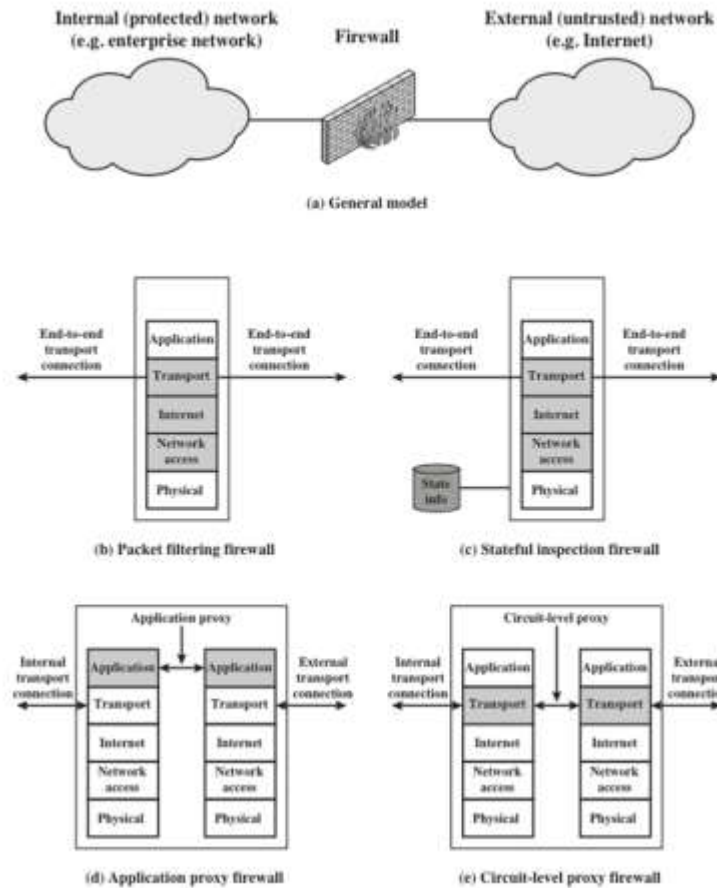 Internal (protected) network
(e.g. enterprise network)
Firewall
External (untrusted) network
(e.g. Internet)
(a) General model
End-to-end
transport
connection
Application
Transport
Internet
Network
access
Physical
End-to-end
transport
connection
(b) Packet filtering firewall
End-to-end
transport
connection
Application
Transport
Internet
Network
access
Physical
End-to-end
transport
connection
State
info
(c) Stateful inspection firewall
Application proxy
Internal
transport
connection
Application
Transport
Internet
Network
access
Physical
Application
Transport
Internet
Network
access
Physical
External
transport
connection
(d) Application proxy firewall
Circuit-level proxy
Internal
transport
connection
Application
Transport
Internet
Network
access
Physical
Application
Transport
Internet
Network
access
Physical
External
transport
connection
(e) Circuit-level proxy firewall